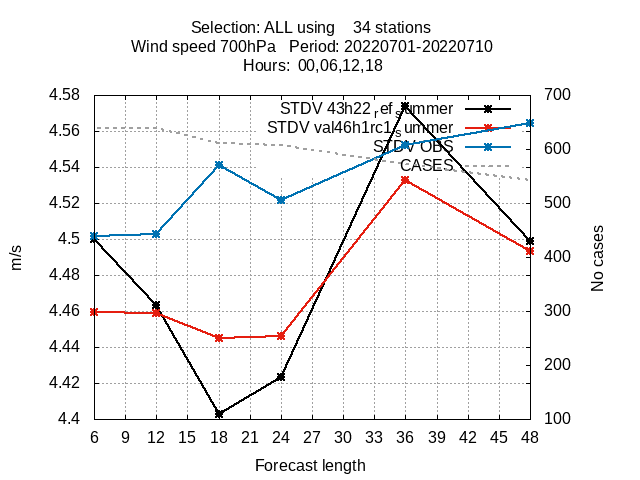 Selection: ALL using 34 stations
Wind speed 700hPa Period: 20220701-20220710
Hours: 00,06,12,18
4.58
4.56
4.54
4.52
4.5
4.48
4.46
4.44
4.42
4.4
m/s
700
600
500
400
300
200
100
No cases
STDV 43h22_ref_summer
STDV val46h1rc1_summer
STDV OBS
CASES
6 9 12 15 18 21 24 27 30 33 36 39 42 45 48
Forecast length